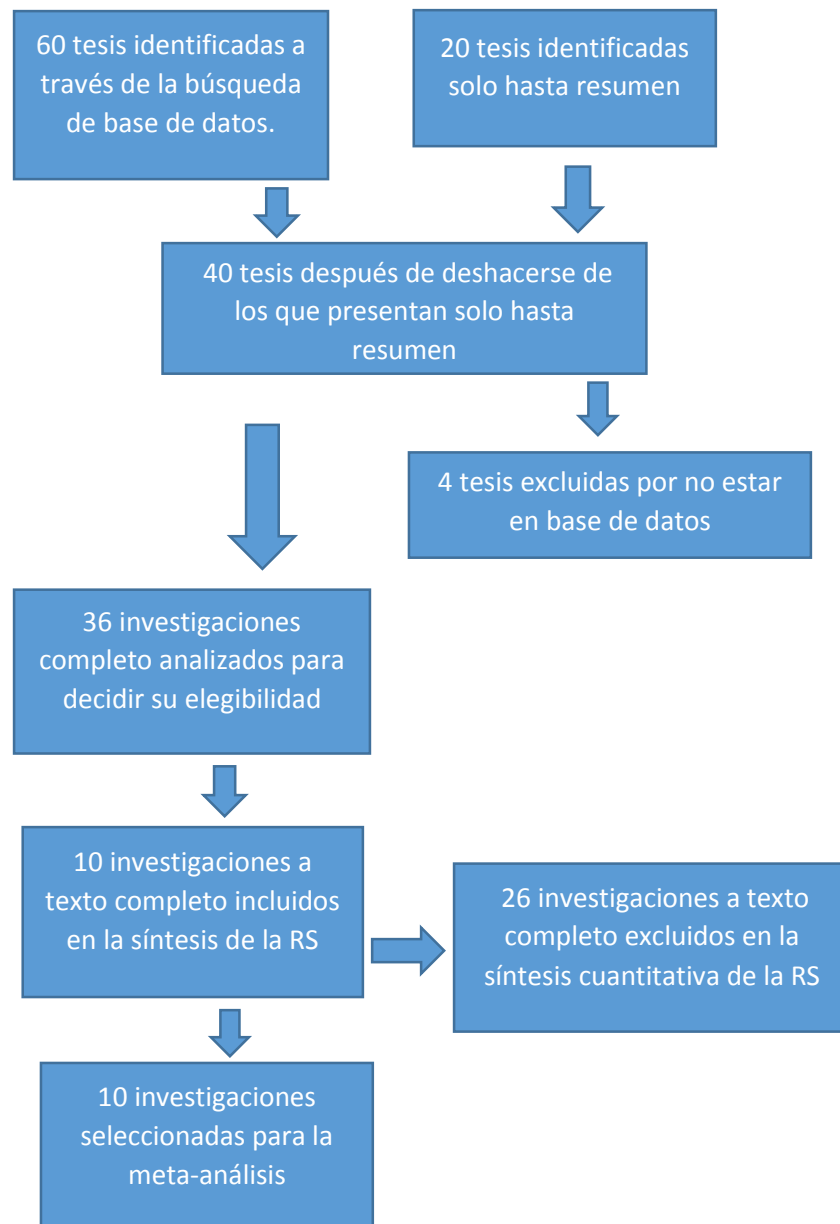 60 tesis identificadas a
través de la búsqueda
de base de datos.
20 tesis identificadas
solo hasta resumen
40 tesis después de deshacerse de
los que presentan solo hasta
resumen
4 tesis excluidas por no estar
en base de datos
36 investigaciones
completo analizados para
decidir su elegibilidad
10 investigaciones a
texto completo incluidos
en la síntesis de la RS
26 investigaciones a texto
completo excluidos en la
síntesis cuantitativa de la RS
10 investigaciones
seleccionadas para la
meta-análisis